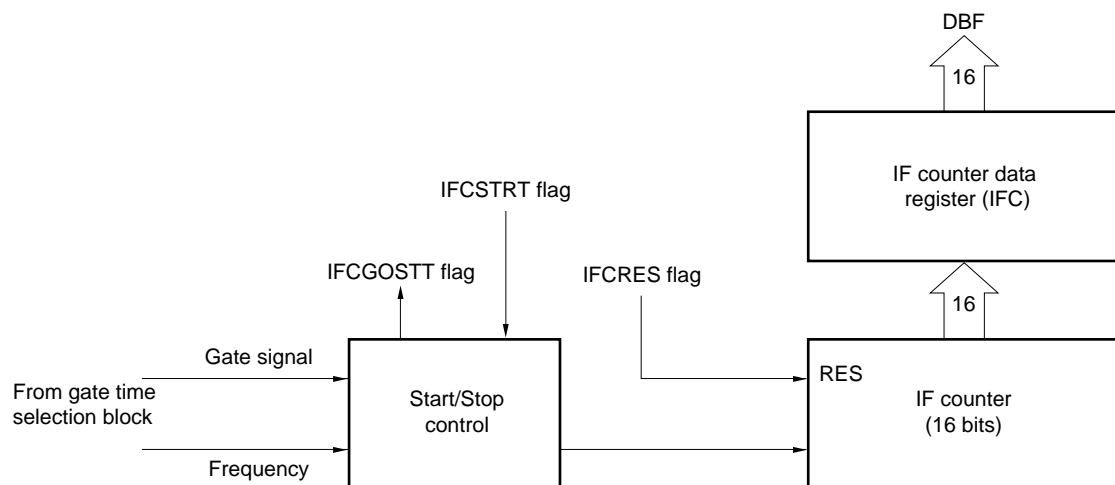 DBF
16
IF counter data
register (IFC)
IFCSTRT flag
IFCGOSTT flag
IFCRES flag
16
Gate signal
RES
From gate time
selection block
Start/Stop
control
IF counter
(16 bits)
Frequency